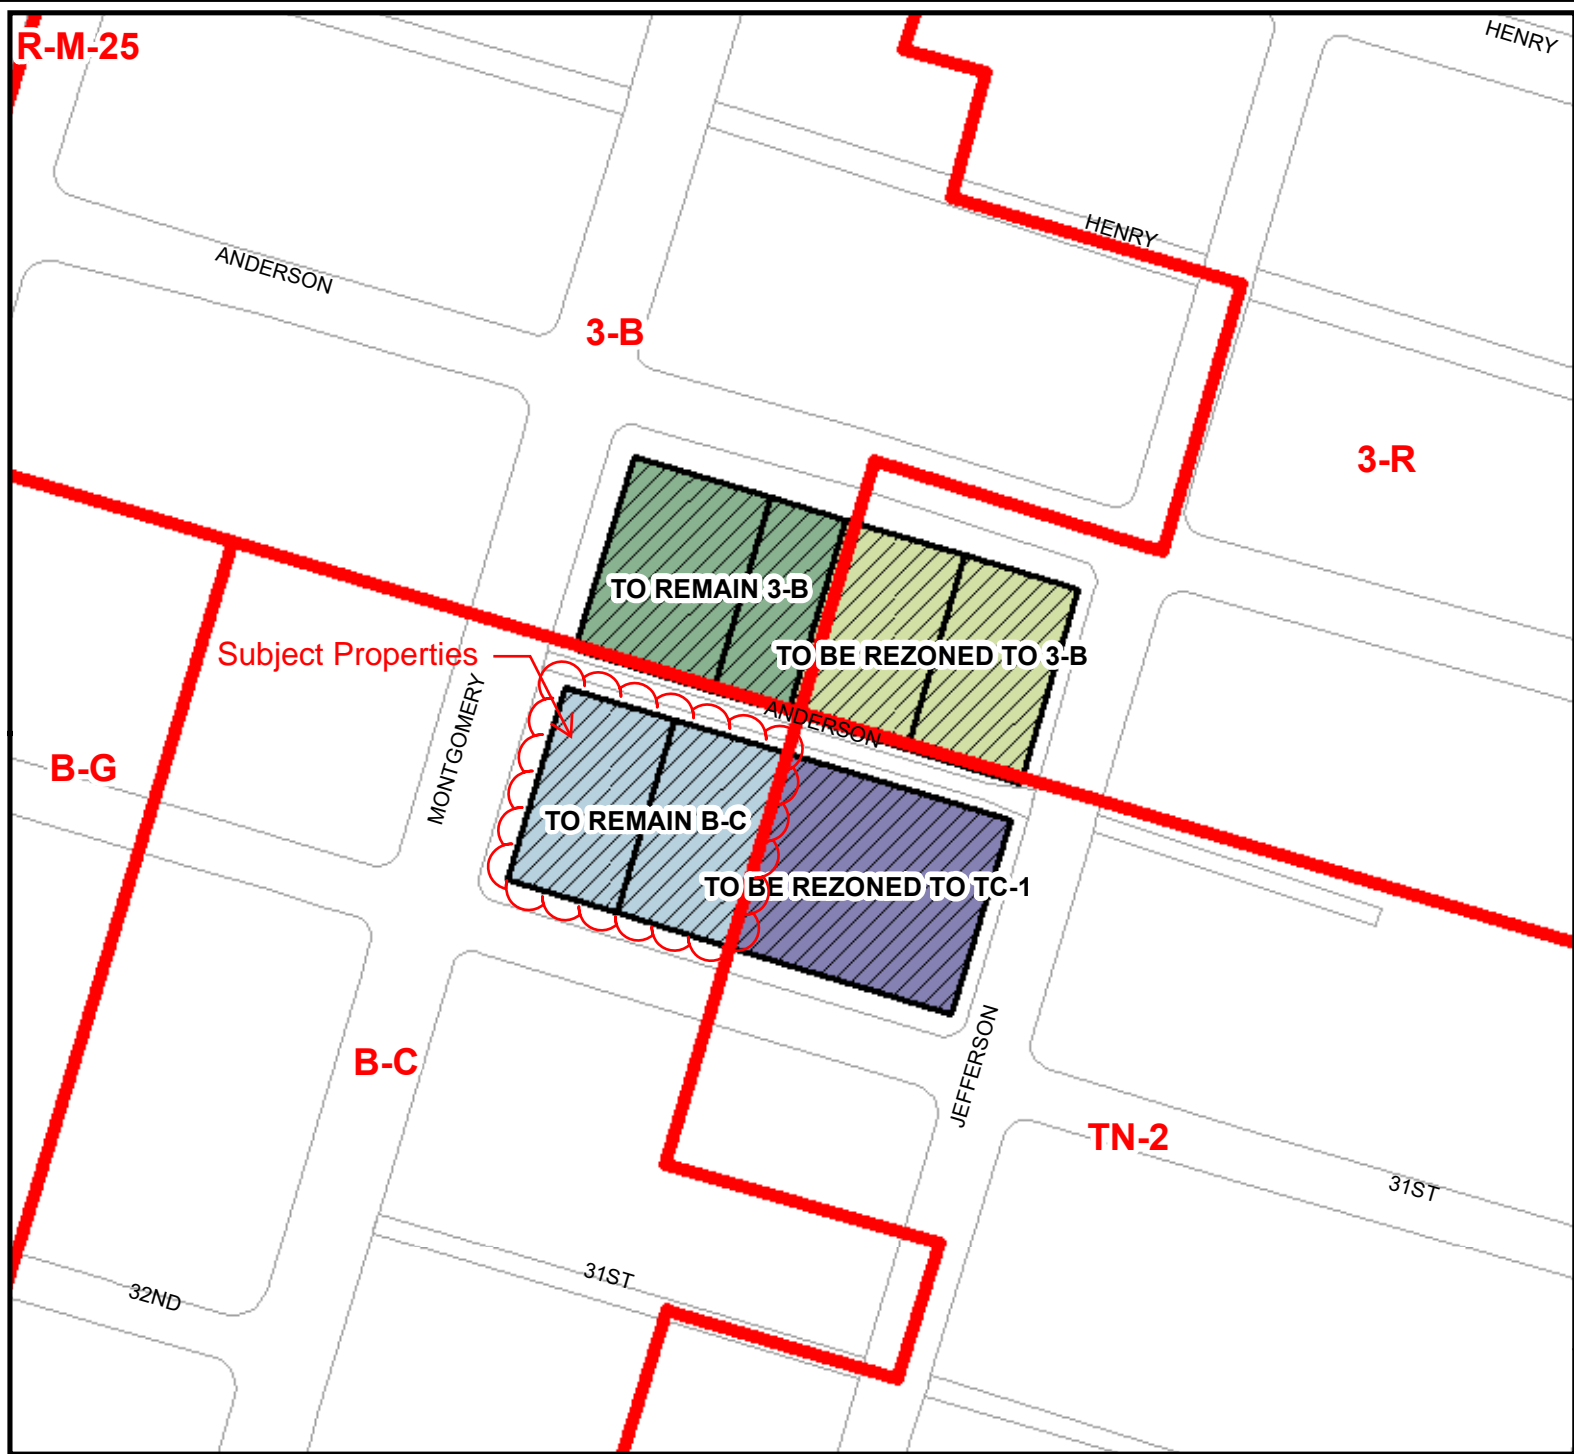 R-M-25
HENRY
HENRY
ANDERSON
3-B
3-R
TO REMAIN 3-B
Subject Properties
TO BE REZONED TO 3-B
MONTGOMERY
ANDERSON
B-G
TO REMAIN B-C
TO BE REZONED TO TC-1
B-C
JEFFERSON
TN-2
31ST
31ST
32ND